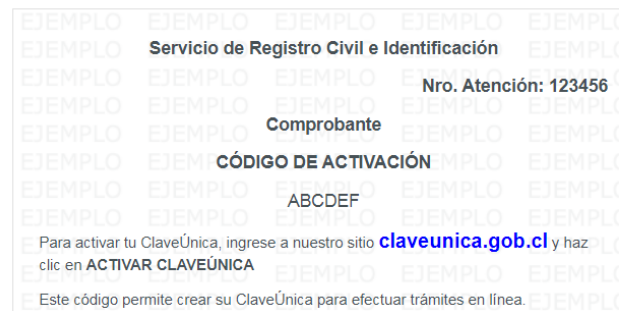 Servicio de Registro Civil e Identificación
Nro. Atención: 123456
Comprobante
CÓDIGO DE ACTIVACIÓN
ABCDEF
Para activar tu ClaveÚnica, ingrese a nuestro sitio claveunica.gob.cl y haz
clic en ACTIVAR CLAVEÚNICA
Este código permite crear su ClaveÚnica para efectuar trámites en línea.